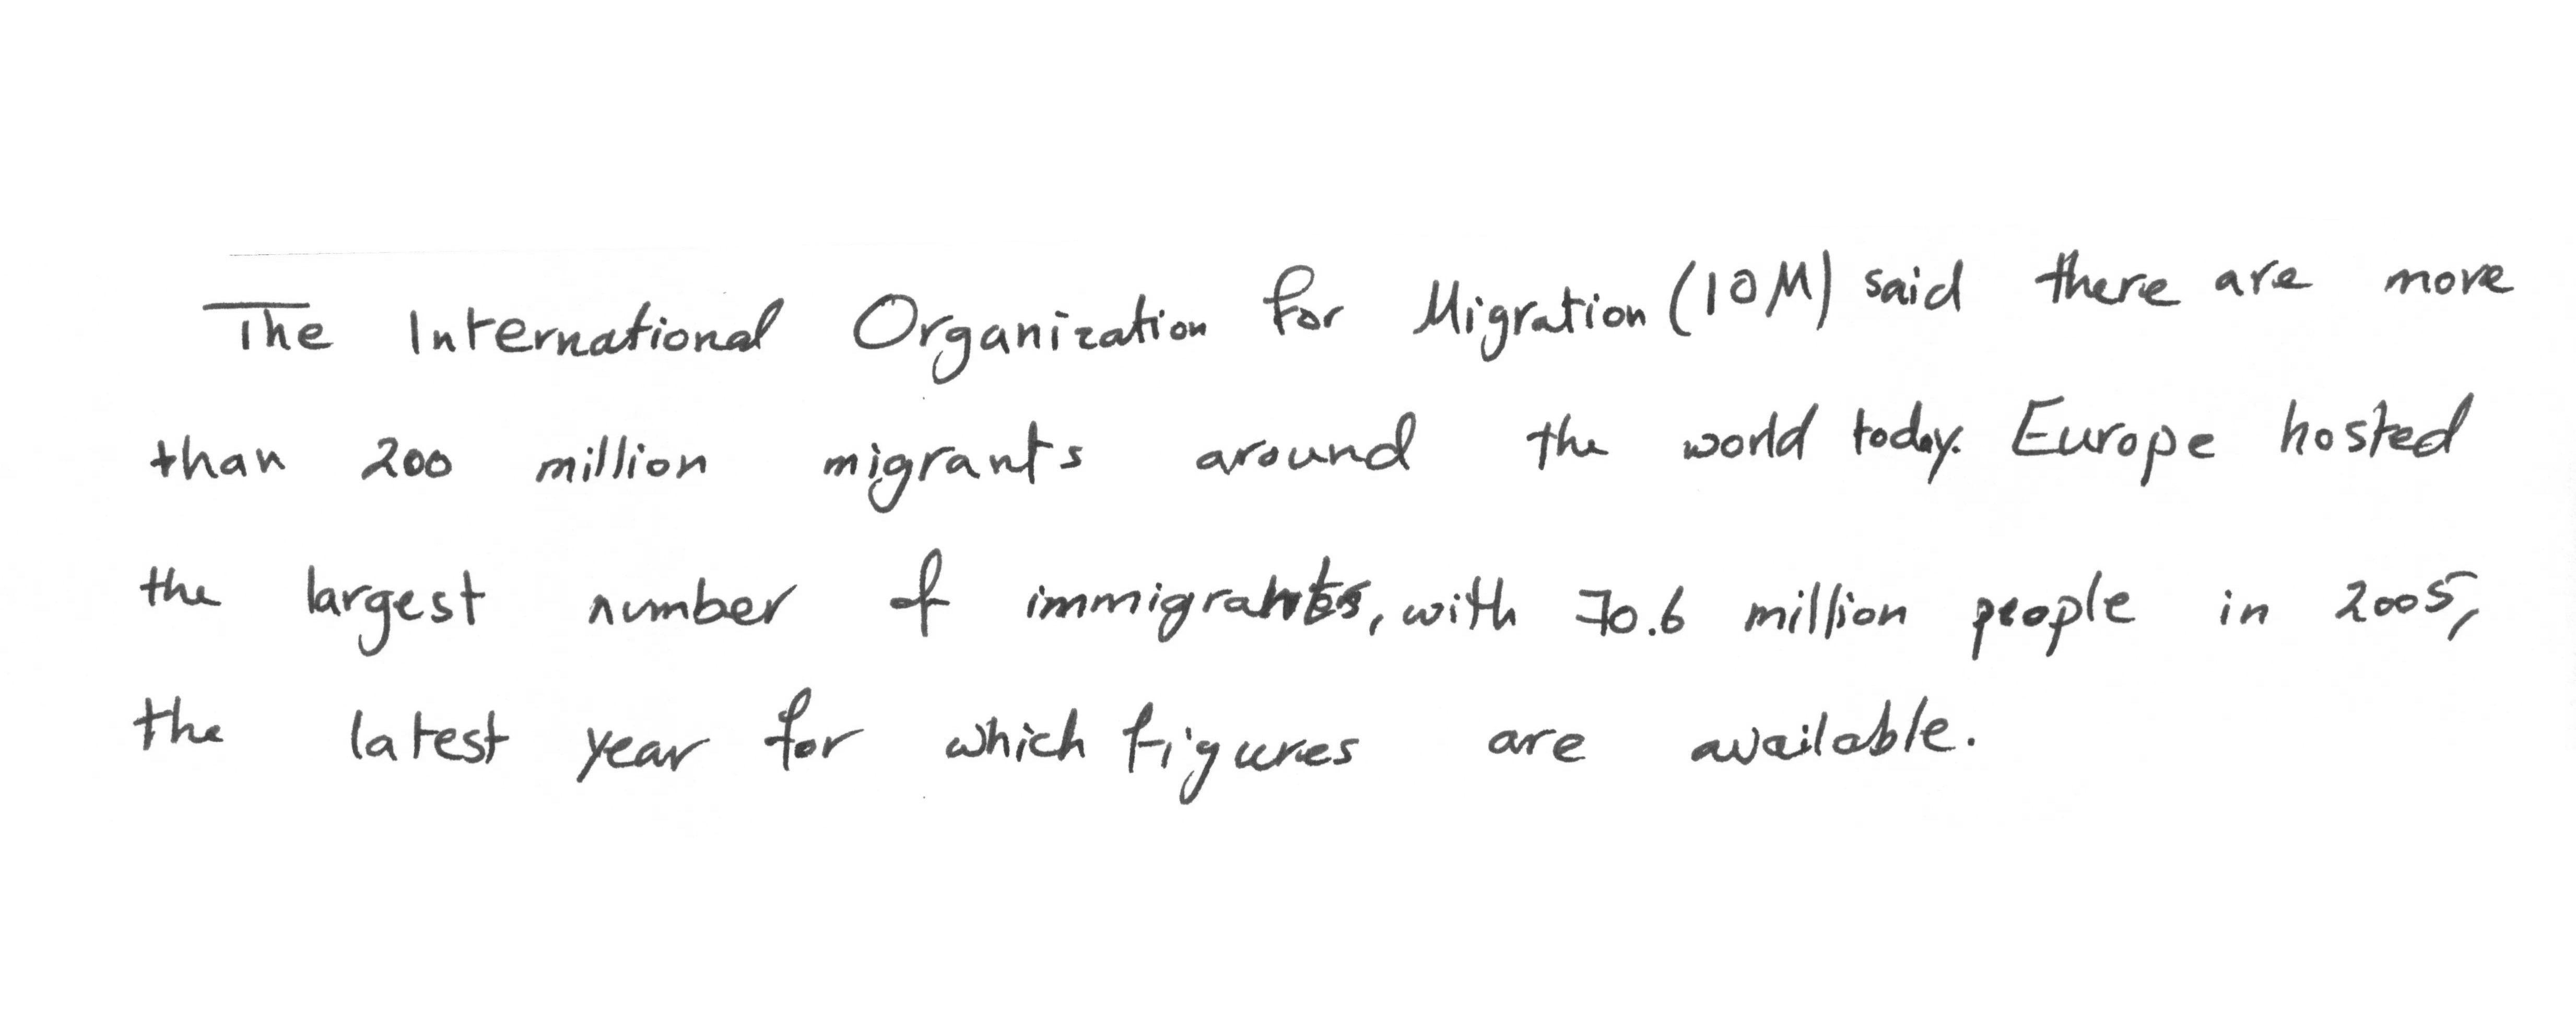 The International Organization for Migration (IOM) said there are more
than 200 million migrants around the world today. Europe hosted
the largest number of immigrants, with 70.6 million people in 2005,
the latest year for which figures are available.